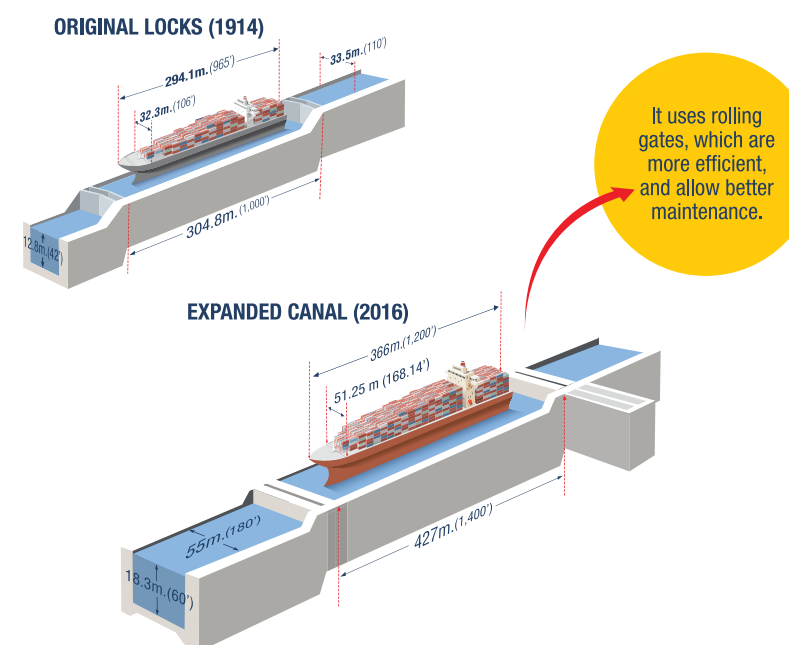 ORIGINAL LOCKS (1914)
33.5m.(110')
294.1m.(965')
32.3m.(106')
304.8m.(1,000')
12.8m.(42')
It uses rolling
gates, which are
more efficient,
and allow better
maintenance.
EXPANDED CANAL (2016)
366m.(1,200')
51.25 m (168.14')
427m.(1,400')
55m.(180')
18.3m.(60')